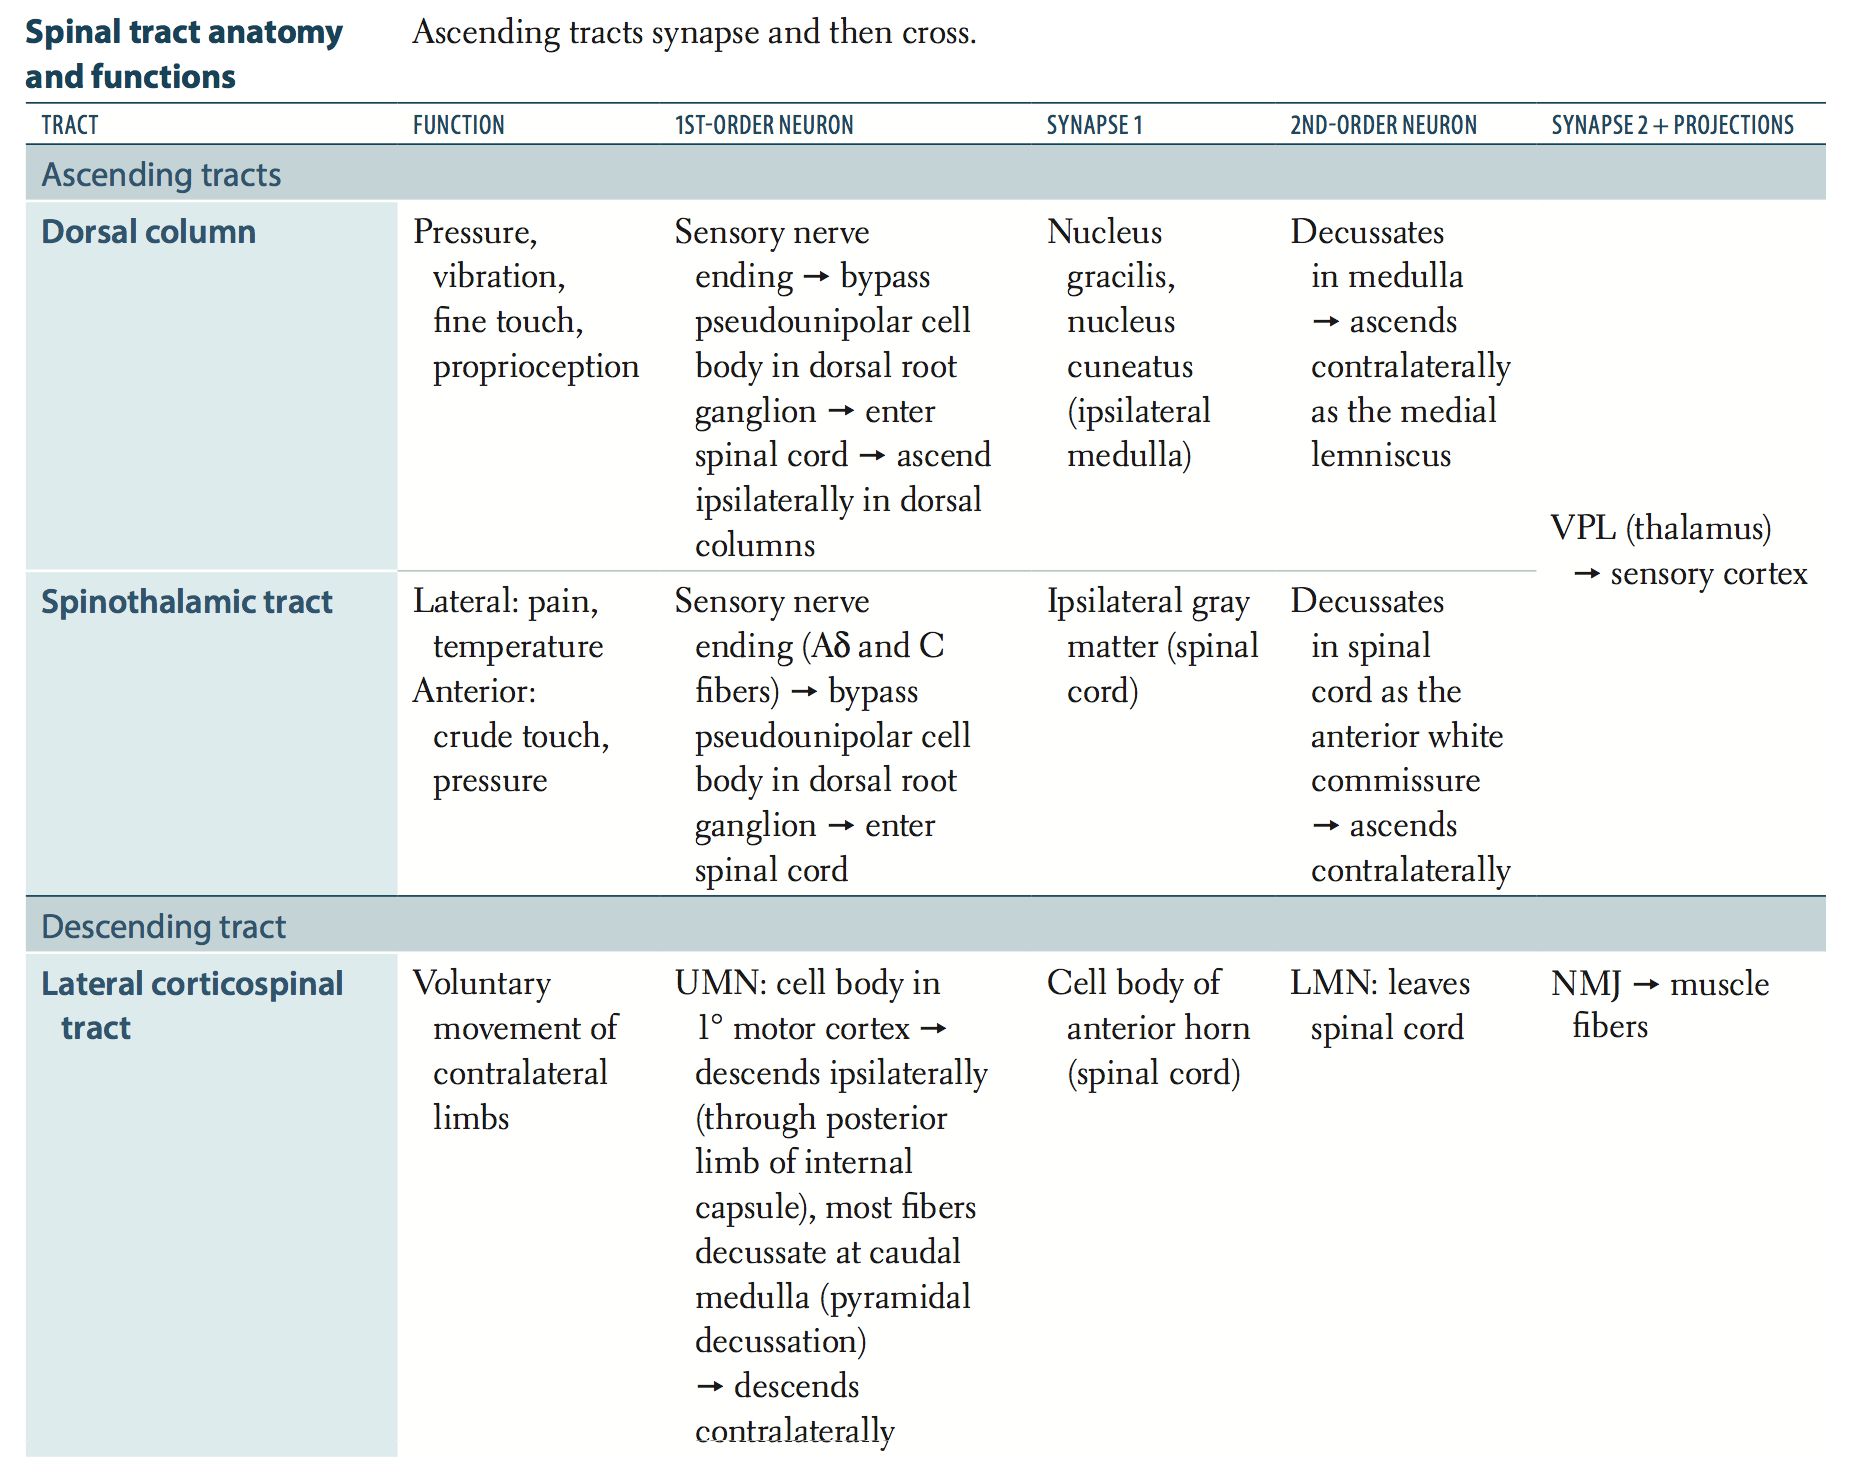 Spinal tract anatomy
and functions
Ascending tracts synapse and then cross.
TRACT FUNCTION 1ST-ORDER NEURON SYNAPSE 1 2ND-ORDER NEURON SYNAPSE 2 + PROJECTIONS
Ascending tracts
Dorsal column
Pressure,
vibration,
fine touch,
proprioception
Sensory nerve
ending → bypass
pseudounipolar cell
body in dorsal root
ganglion → enter
spinal cord → ascend
ipsilaterally in dorsal
columns
Nucleus
gracilis,
nucleus
cuneatus
(ipsilateral
medulla)
Decussates
in medulla
→ ascends
contralaterally
as the medial
lemniscus
VPL (thalamus)
→ sensory cortex
Spinothalamic tract
Lateral: pain,
temperature
Anterior:
crude touch,
pressure
Sensory nerve
ending (Aδ and C
fibers) → bypass
pseudounipolar cell
body in dorsal root
ganglion → enter
spinal cord
Ipsilateral gray
matter (spinal
cord)
Decussates
in spinal
cord as the
anterior white
commissure
→ ascends
contralaterally
Descending tract
Lateral corticospinal
tract
Voluntary
movement of
contralateral
limbs
UMN: cell body in
1° motor cortex →
descends ipsilaterally
(through posterior
limb of internal
capsule), most fibers
decussate at caudal
medulla (pyramidal
decussation)
→ descends
contralaterally
Cell body of
anterior horn
(spinal cord)
LMN: leaves
spinal cord
NMJ → muscle
fibers